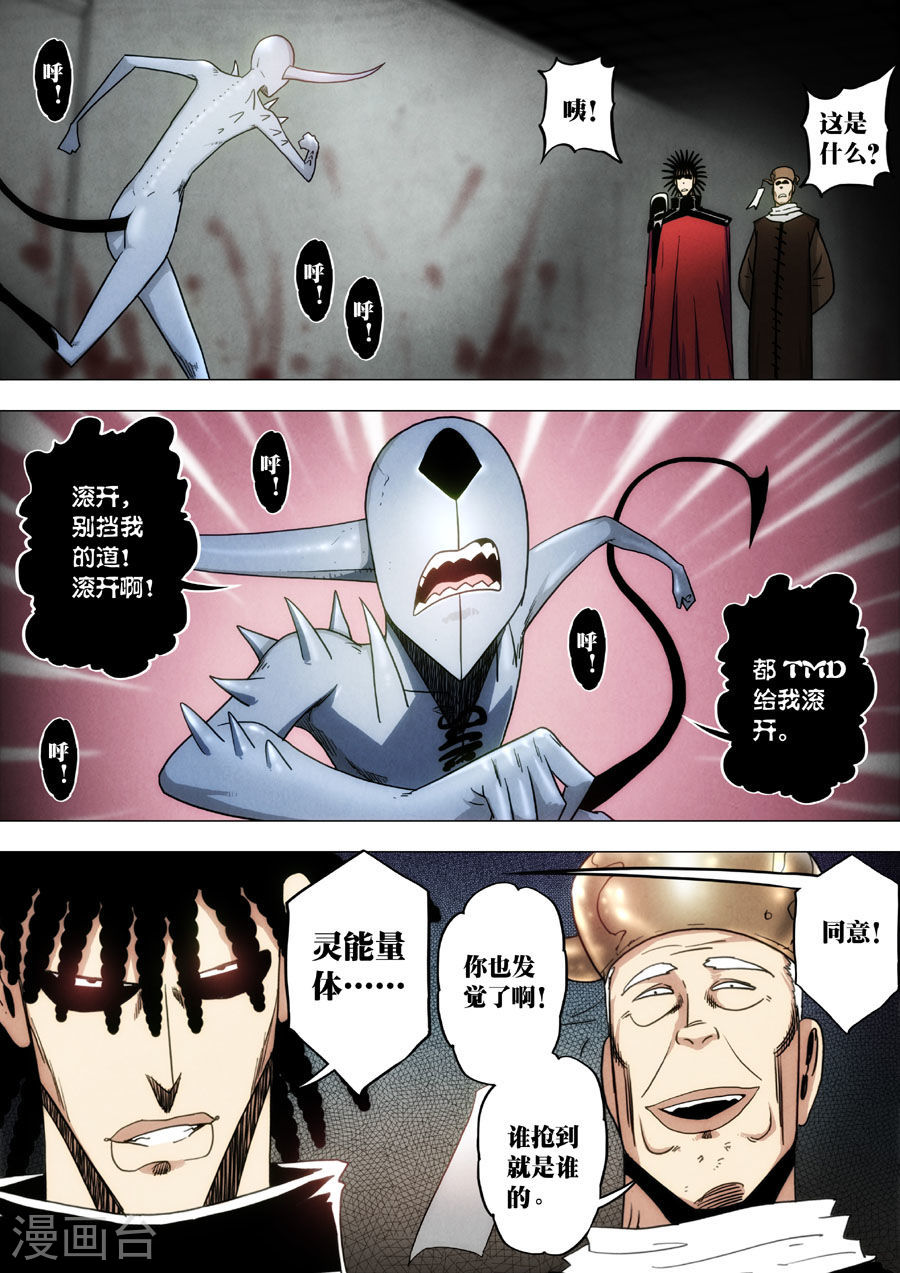 呼！
咦！
这是
什么？
呼！
呼！
呼！
滚开，
别挡我
的道！
滚开啊！
呼！
都TMD
给我滚
开。
呼！
灵能量
体……
你也发
觉了啊！
同意！
谁抢到
就是谁
的。
漫画台